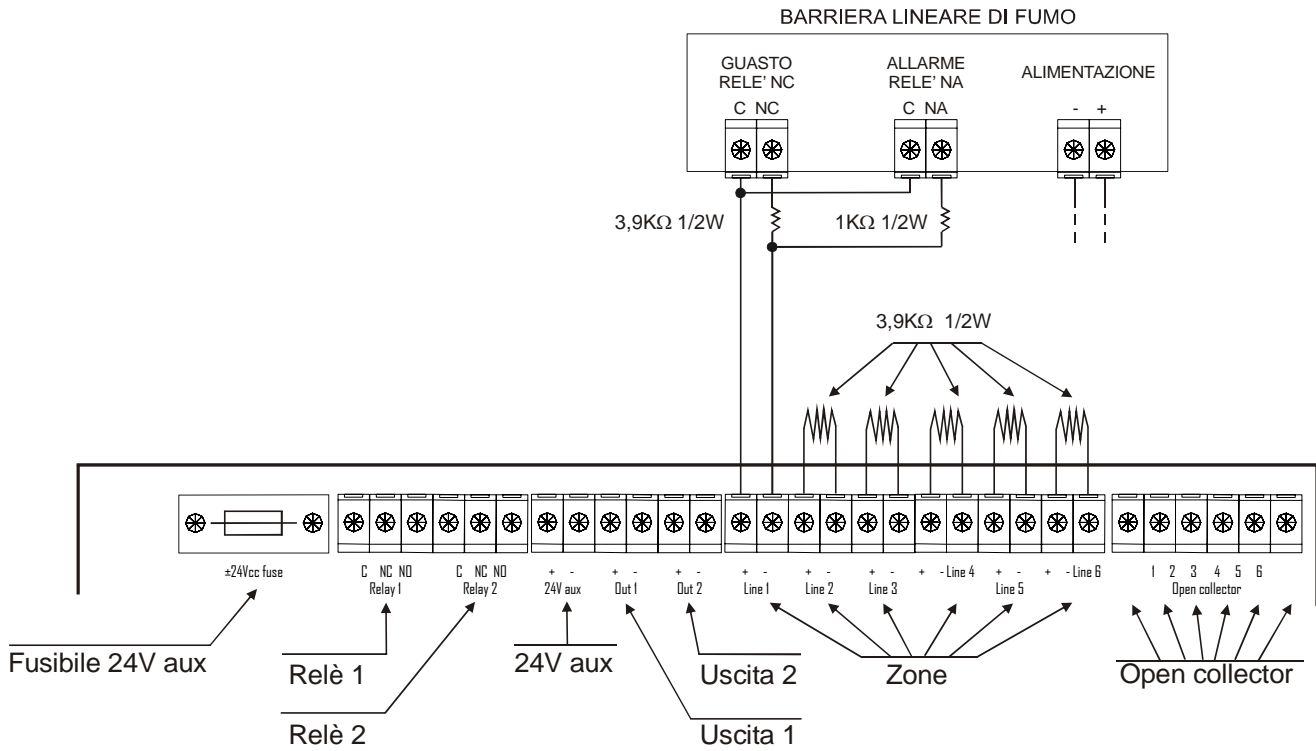 BARRIERA LINEARE DI FUMO
GUASTO
RELE' NC
ALLARME
RELE' NA
ALIMENTAZIONE
C NC
C NA
- +
3,9KΩ 1/2W
1KΩ 1/2W
3,9KΩ 1/2W
±24Vcc fuse
C NC NO
Relay 1
C NC NO
Relay 2
+ -
24V aux
+ -
Out 1
+ -
Out 2
+ -
Line 1
+ -
Line 2
+ -
Line 3
+ - Line 4
+ -
Line 5
+ - Line 6
1 2 3 4 5 6
Open collector
Fusibile 24V aux
Relè 1
24V aux
Uscita 2
Zone
Open collector
Relè 2
Uscita 1